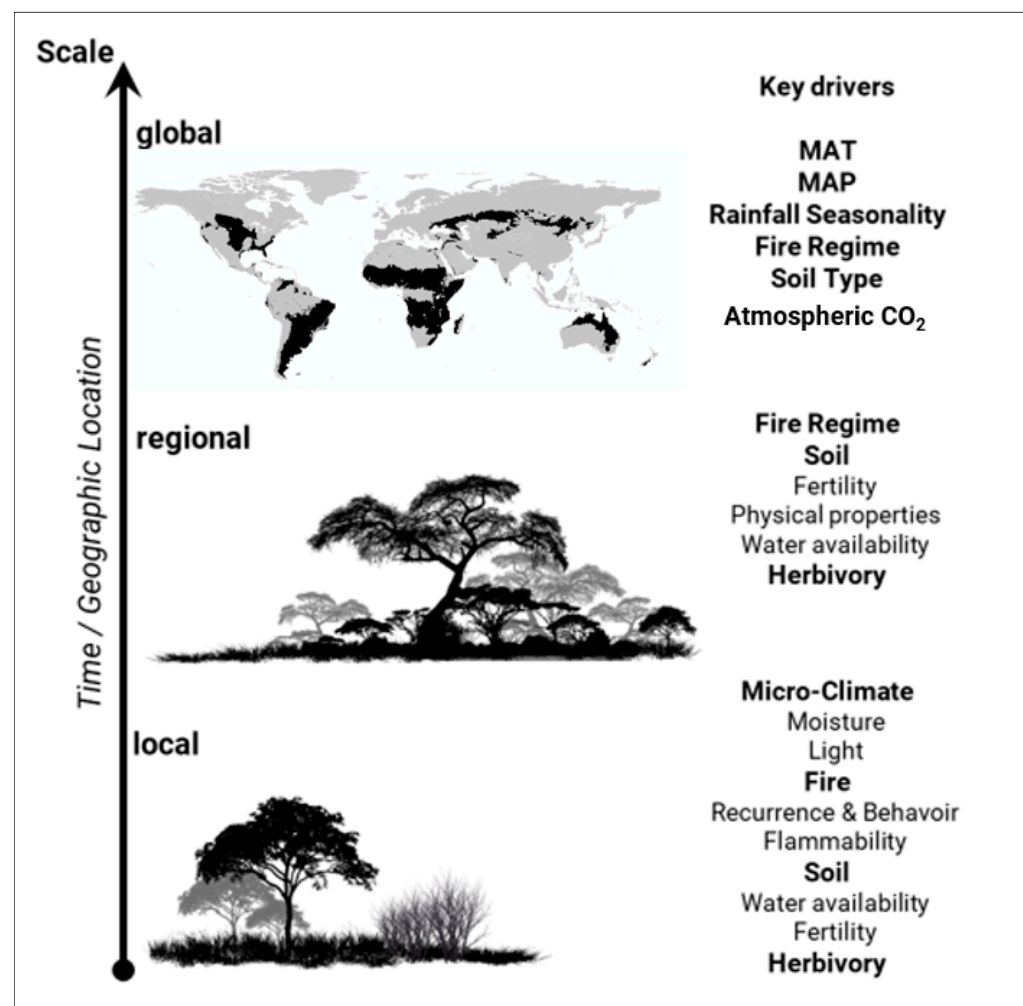 Scale
Key drivers
global
MAT
MAP
Rainfall Seasonality
Fire Regime
Soil Type
Atmospheric CO₂
Time / Geographic Location
regional
Fire Regime
Soil
Fertility
Physical properties
Water availability
Herbivory
local
Micro-Climate
Moisture
Light
Fire
Recurrence & Behavoir
Flammability
Soil
Water availability
Fertility
Herbivory